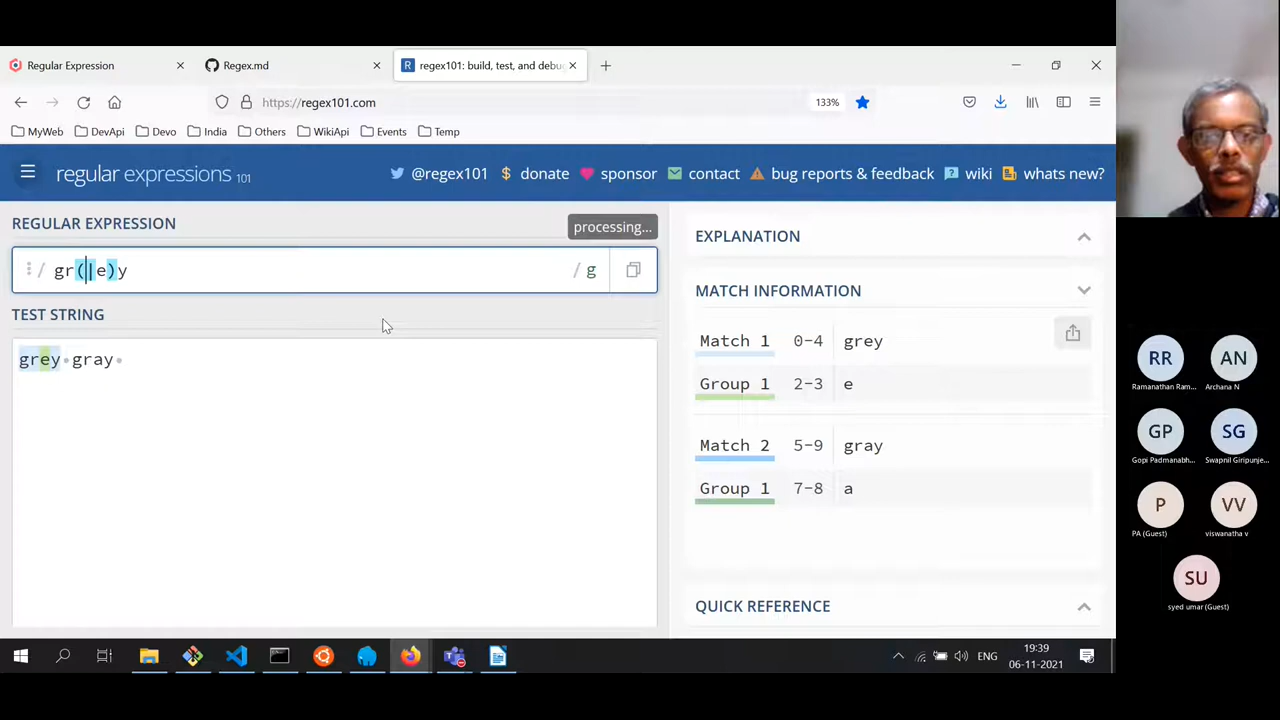 Regular Expression
Regex.md
regex101: build, test, and debug
https://regex101.com
133%
MyWeb
DevApi
Devo
India
Others
WikiApi
Events
Temp
regular expressions 101
@regex101
$ donate
sponsor
contact
bug reports & feedback
wiki
whats new?
REGULAR EXPRESSION
processing...
/ gr(|e)y
/ g
TEST STRING
grey gray
EXPLANATION
MATCH INFORMATION
Match 1 0-4 grey
Group 1 2-3 e
Match 2 5-9 gray
Group 1 7-8 a
QUICK REFERENCE
RR
Ramanathan Ram...
AN
Archana N
GP
Gopi Padmanabh...
SG
Swapnil Giripunje...
P
PA (Guest)
VV
viswanatha v
SU
syed umar (Guest)
ENG
19:39
06-11-2021